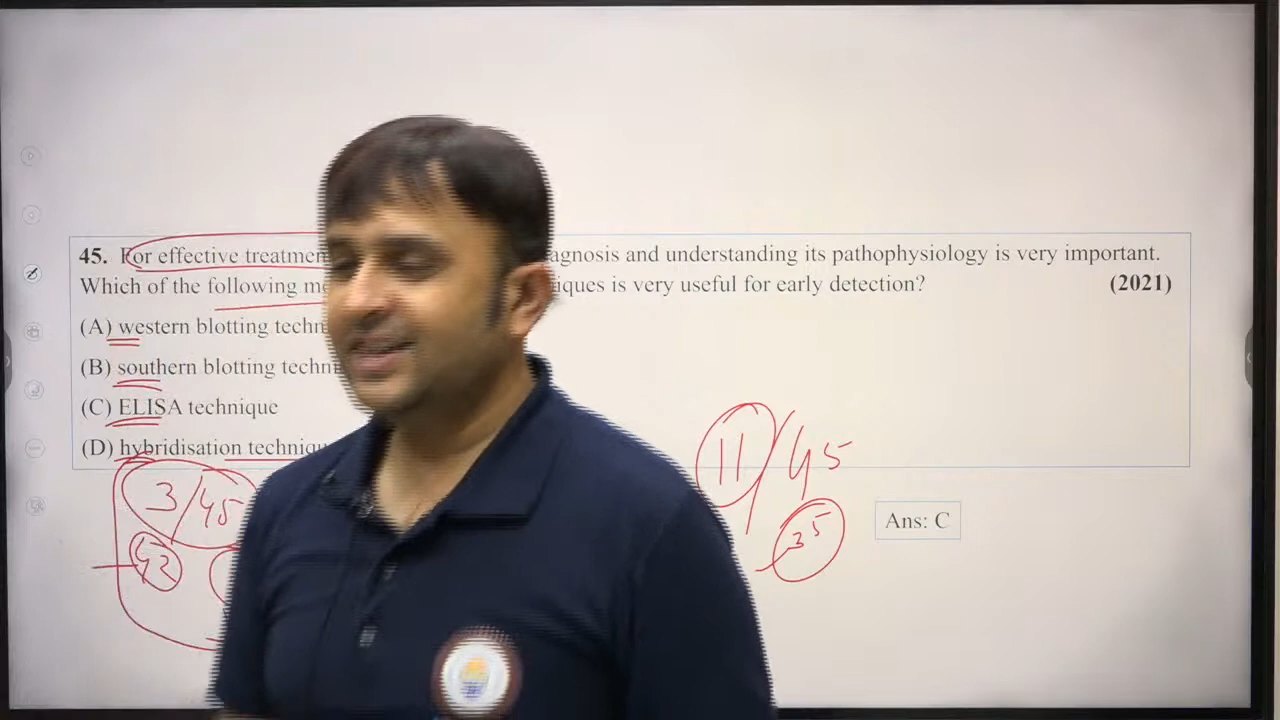 45. For effective treatmen agnosis and understanding its pathophysiology is very important.
Which of the following me iques is very useful for early detection? (2021)
(A) western blotting techn
(B) southern blotting techn
(C) ELISA technique
(D) hybridisation techniqu
3/45
42
11/45
35
Ans: C